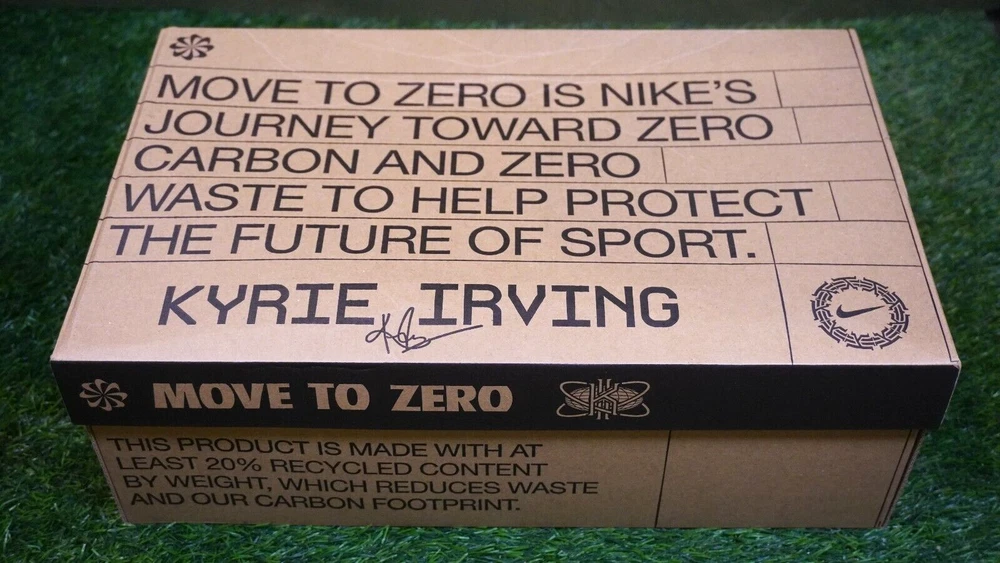 MOVE TO ZERO IS NIKE'S
JOURNEY TOWARD ZERO
CARBON AND ZERO
WASTE TO HELP PROTECT
THE FUTURE OF SPORT.
KYRIE IRVING
MOVE TO ZERO
THIS PRODUCT IS MADE WITH AT
LEAST 20% RECYCLED CONTENT
BY WEIGHT, WHICH REDUCES WASTE
AND OUR CARBON FOOTPRINT.